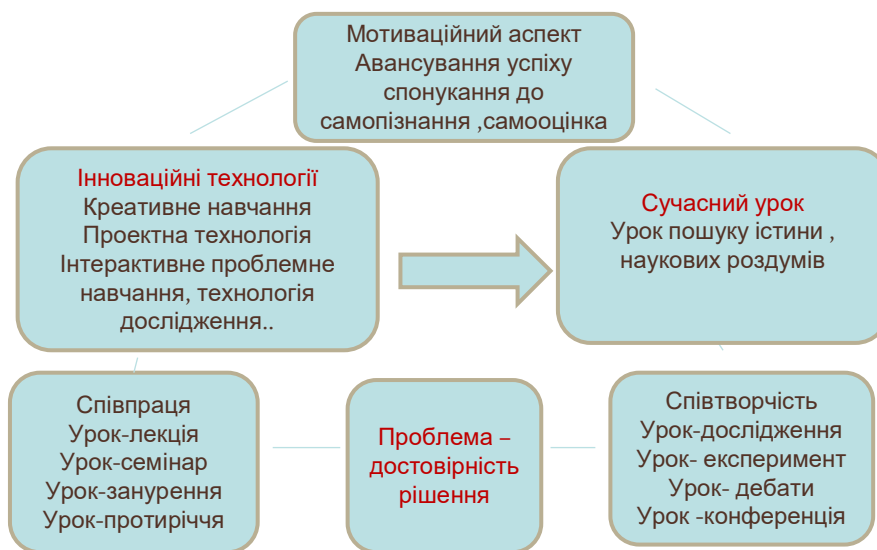 Мотиваційний аспект
Авансування успіху
спонукання до
самопізнання ,самооцінка
Інноваційні технології
Креативне навчання
Проектна технологія
Інтерактивне проблемне
навчання, технологія
дослідження..
Сучасний урок
Урок пошуку істини ,
наукових роздумів
Співпраця
Урок-лекція
Урок-семінар
Урок-занурення
Урок-протиріччя
Проблема –
достовірність
рішення
Співтворчість
Урок-дослідження
Урок- експеримент
Урок- дебати
Урок -конференція